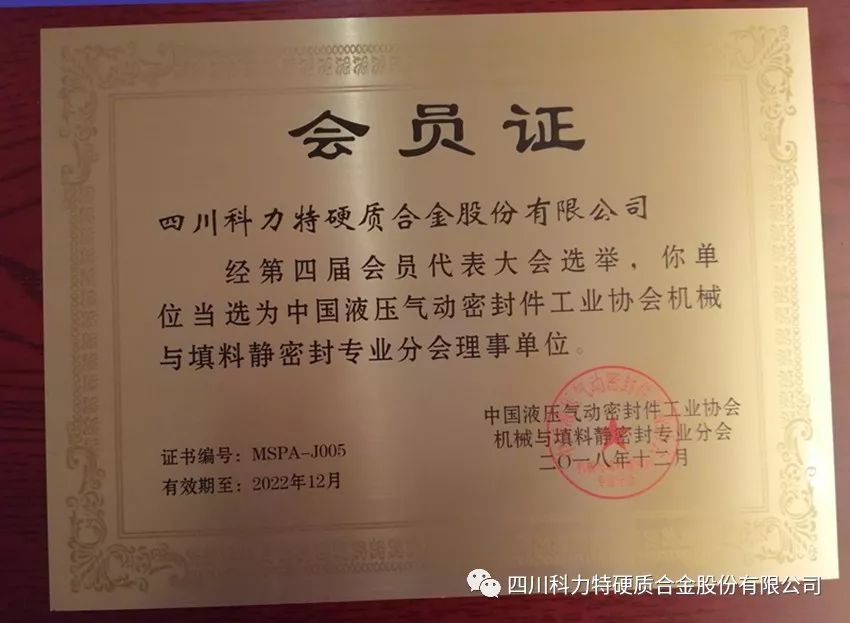 会员证
四川科力特硬质合金股份有限公司
经第四届会员代表大会选举，你单
位当选为中国液压气动密封件工业协会机械
与填料静密封专业分会理事单位。
中国液压气动密封件工业协会
机械与填料静密封专业分会
二〇一八年十二月
证书编号：MSPA-J005
有效期至：2022年12月
四川科力特硬质合金股份有限公司